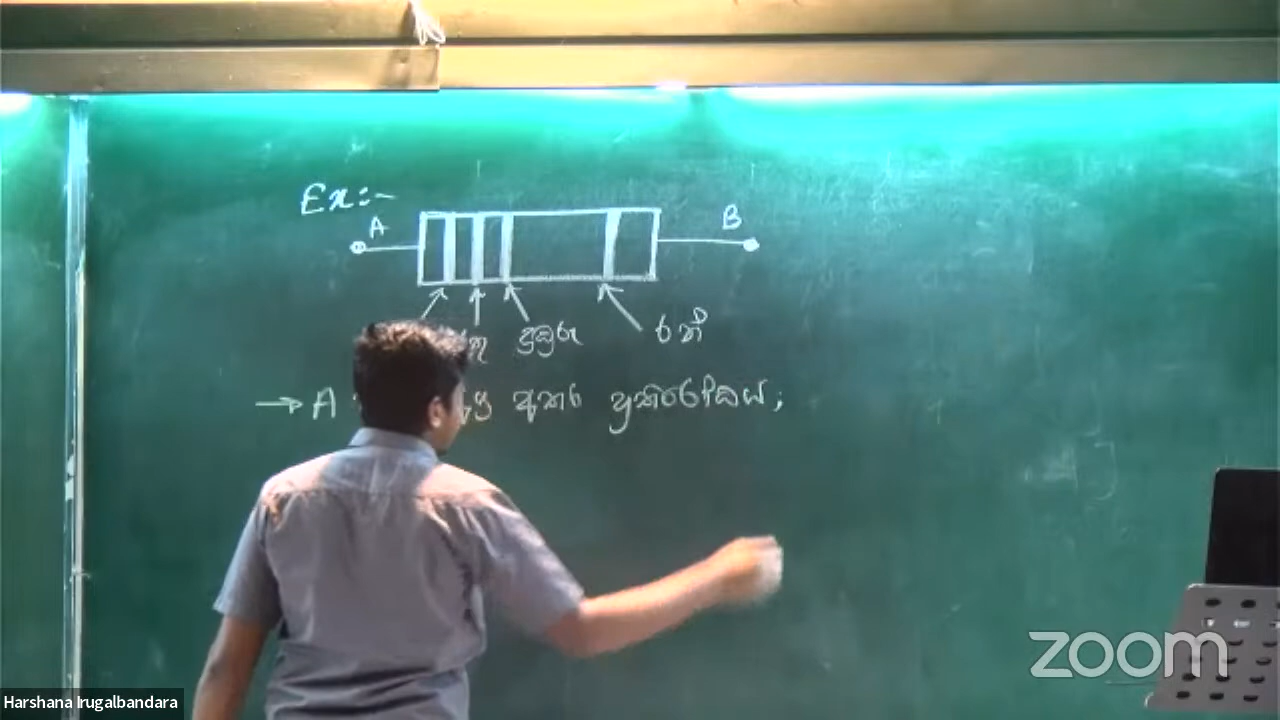 Ex:-
A B
දුඹුරු රන්
→ A අතර ප්‍රතිරෝධය;
zoom
Harshana Irugalbandara